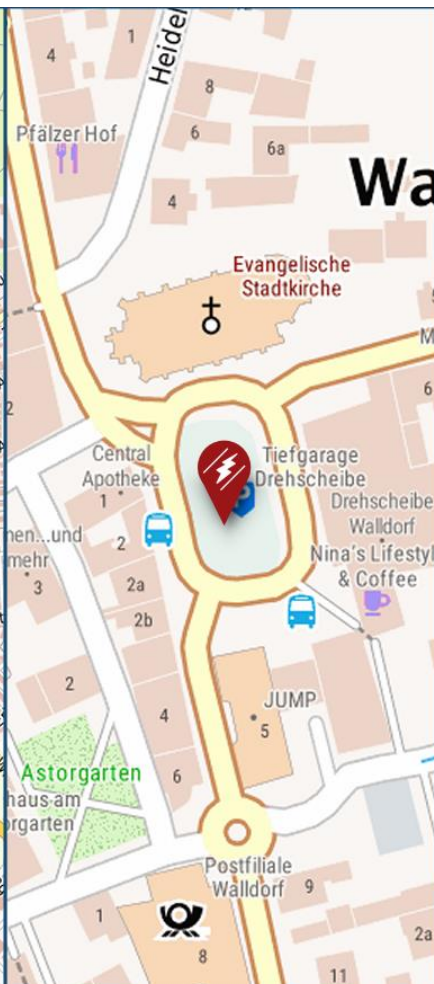 1
4
Heidel
8
Pfälzer Hof
6
6a
4
Wa
Evangelische
Stadtkirche
M
6
2
Central
Apotheke
Tiefgarage
Drehscheibe
1
Drehscheibe
Walldorf
men...und
mehr
2
Nina's Lifestyl
& Coffee
3
2a
2b
2
JUMP
4
5
Astorgarten
6
haus am
orgarten
Postfiliale
Walldorf
9
1
2a
8
11